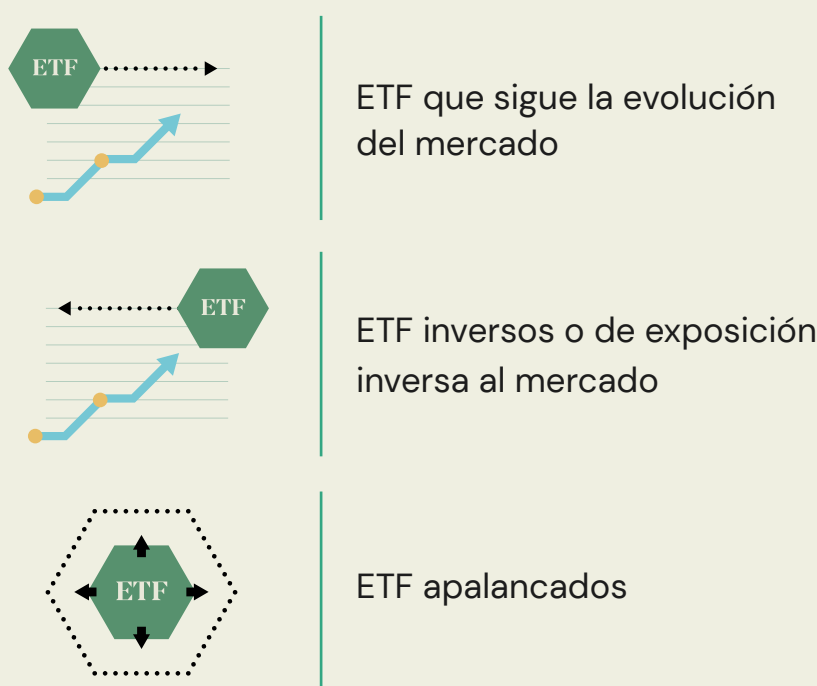 ETF
ETF que sigue la evolución
del mercado
ETF
ETF inversos o de exposición
inversa al mercado
ETF
ETF apalancados